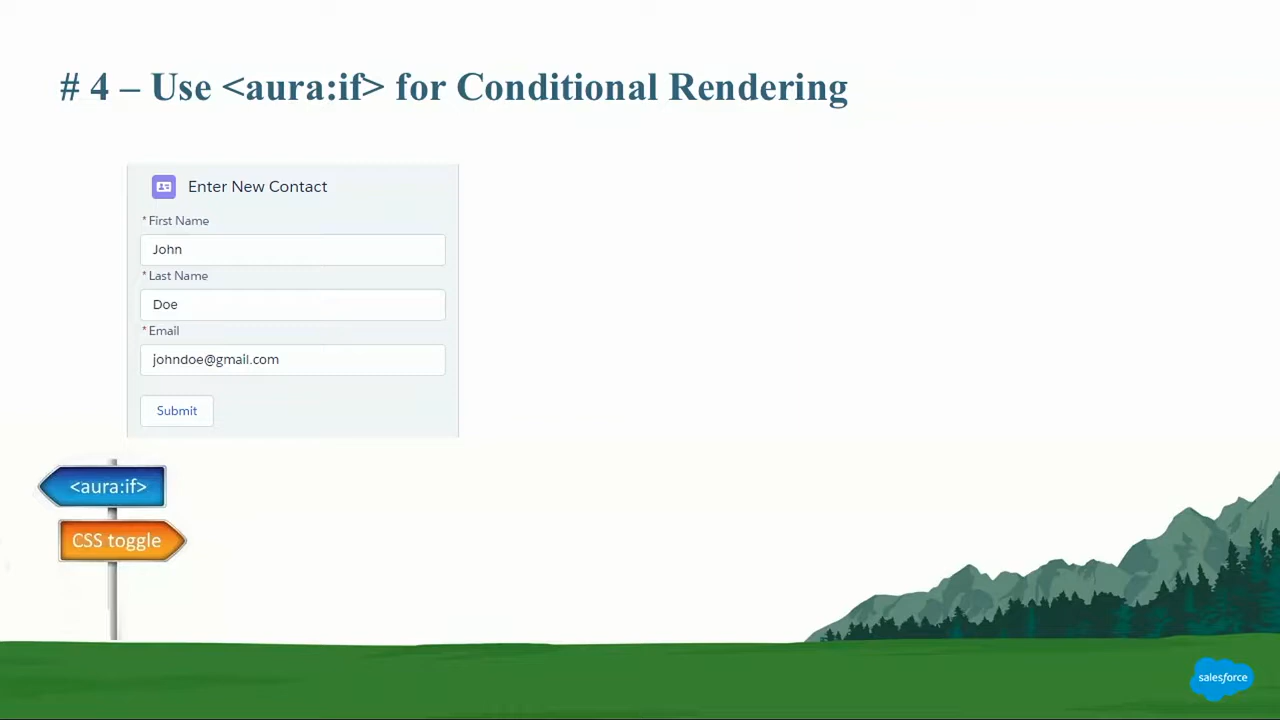 # 4 – Use <aura:if> for Conditional Rendering
Enter New Contact
*First Name
John
*Last Name
Doe
*Email
johndoe@gmail.com
Submit
<aura:if>
CSS toggle
salesforce